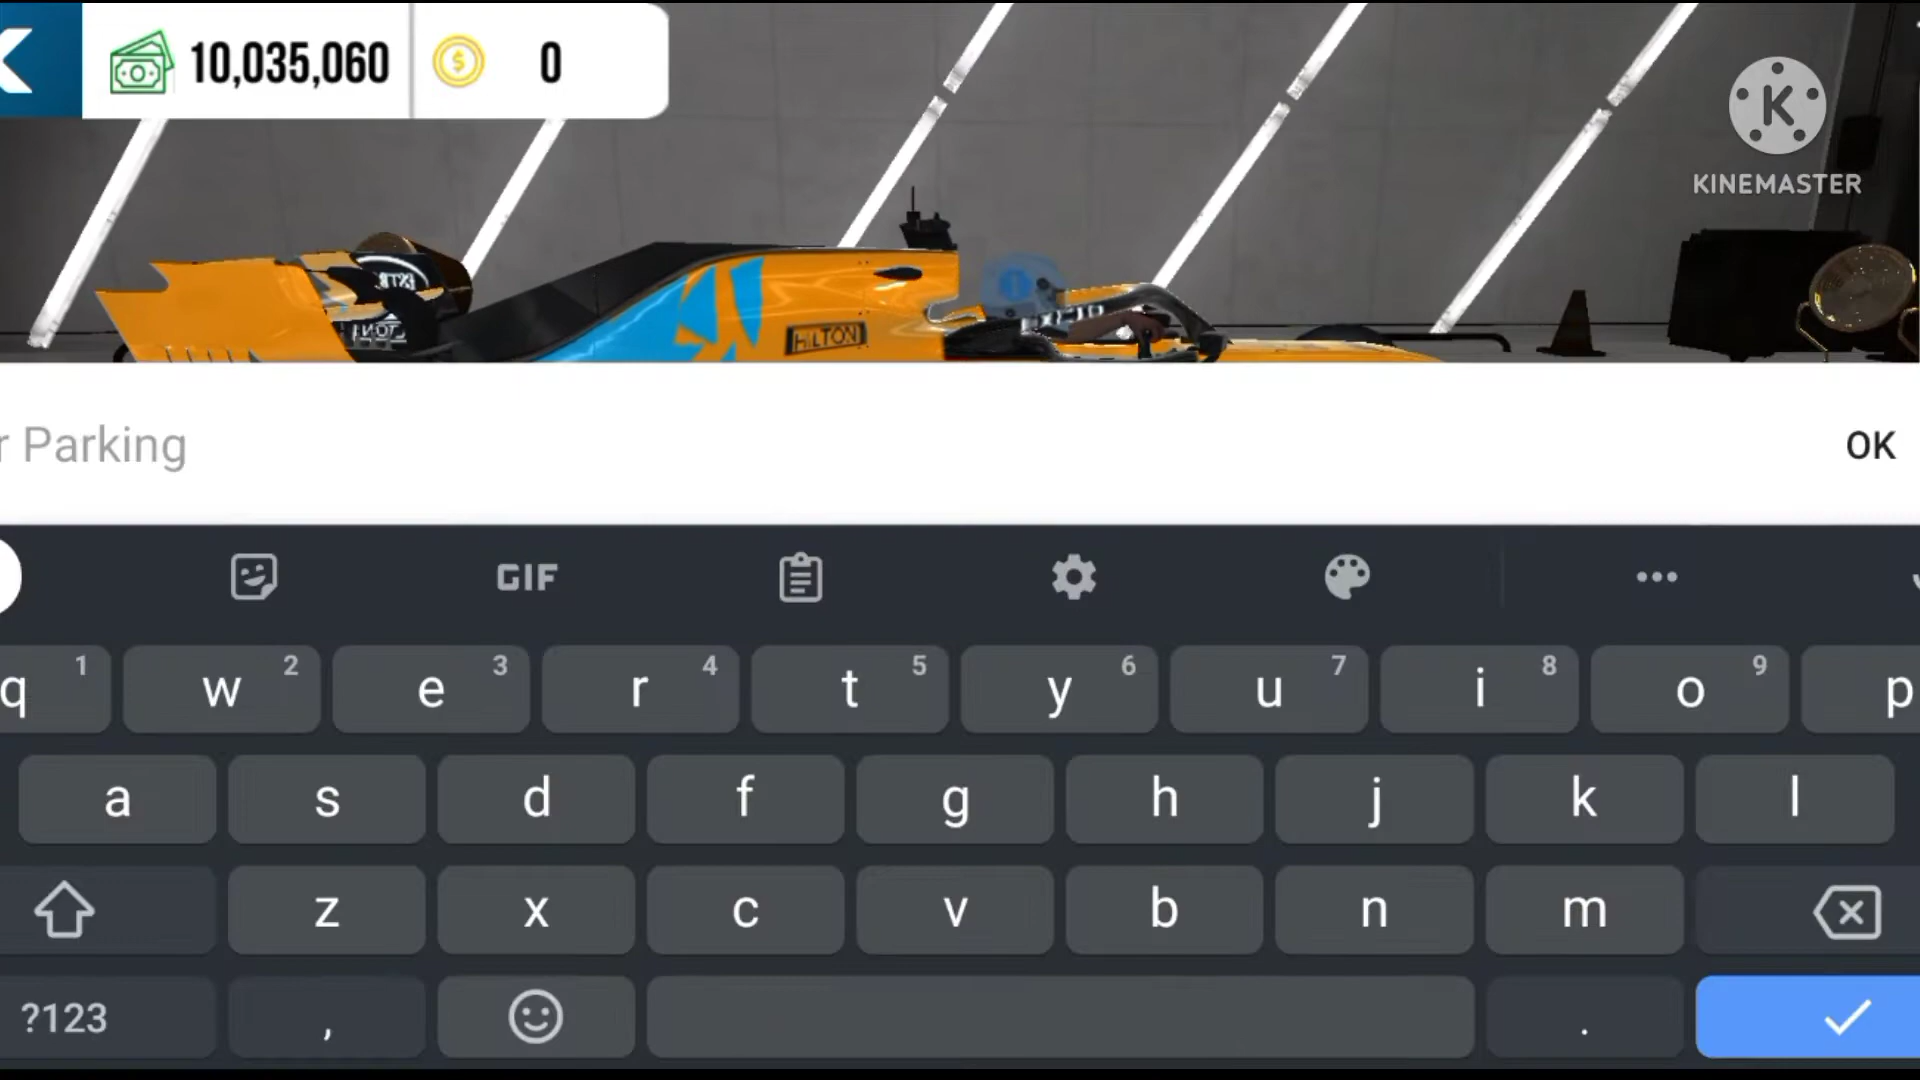 10,035,060 0
KINEMASTER
HILTON
r Parking OK
GIF
q 1 w 2 e 3 r 4 t 5 y 6 u 7 i 8 o 9 p
a s d f g h j k l
z x c v b n m
?123 , .